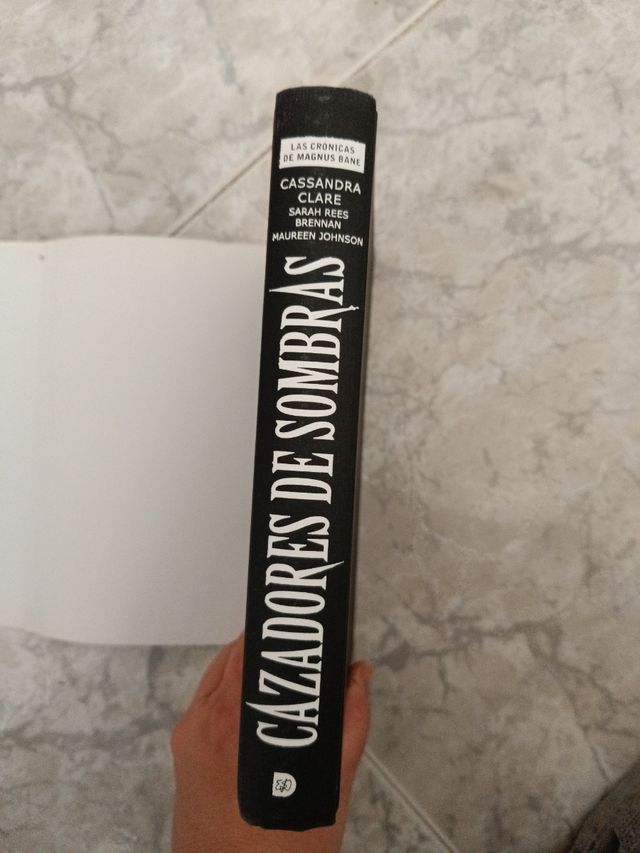 LAS CRÓNICAS
DE MAGNUS BANE
CASSANDRA
CLARE
SARAH REES
BRENNAN
MAUREEN JOHNSON
CAZADORES DE SOMBRAS